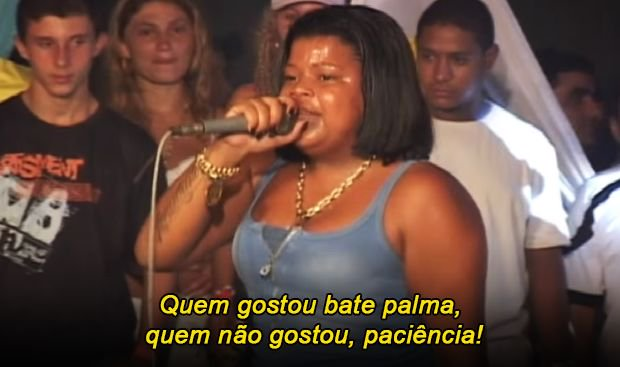 Quem gostou bate palma,
quem não gostou, paciência!